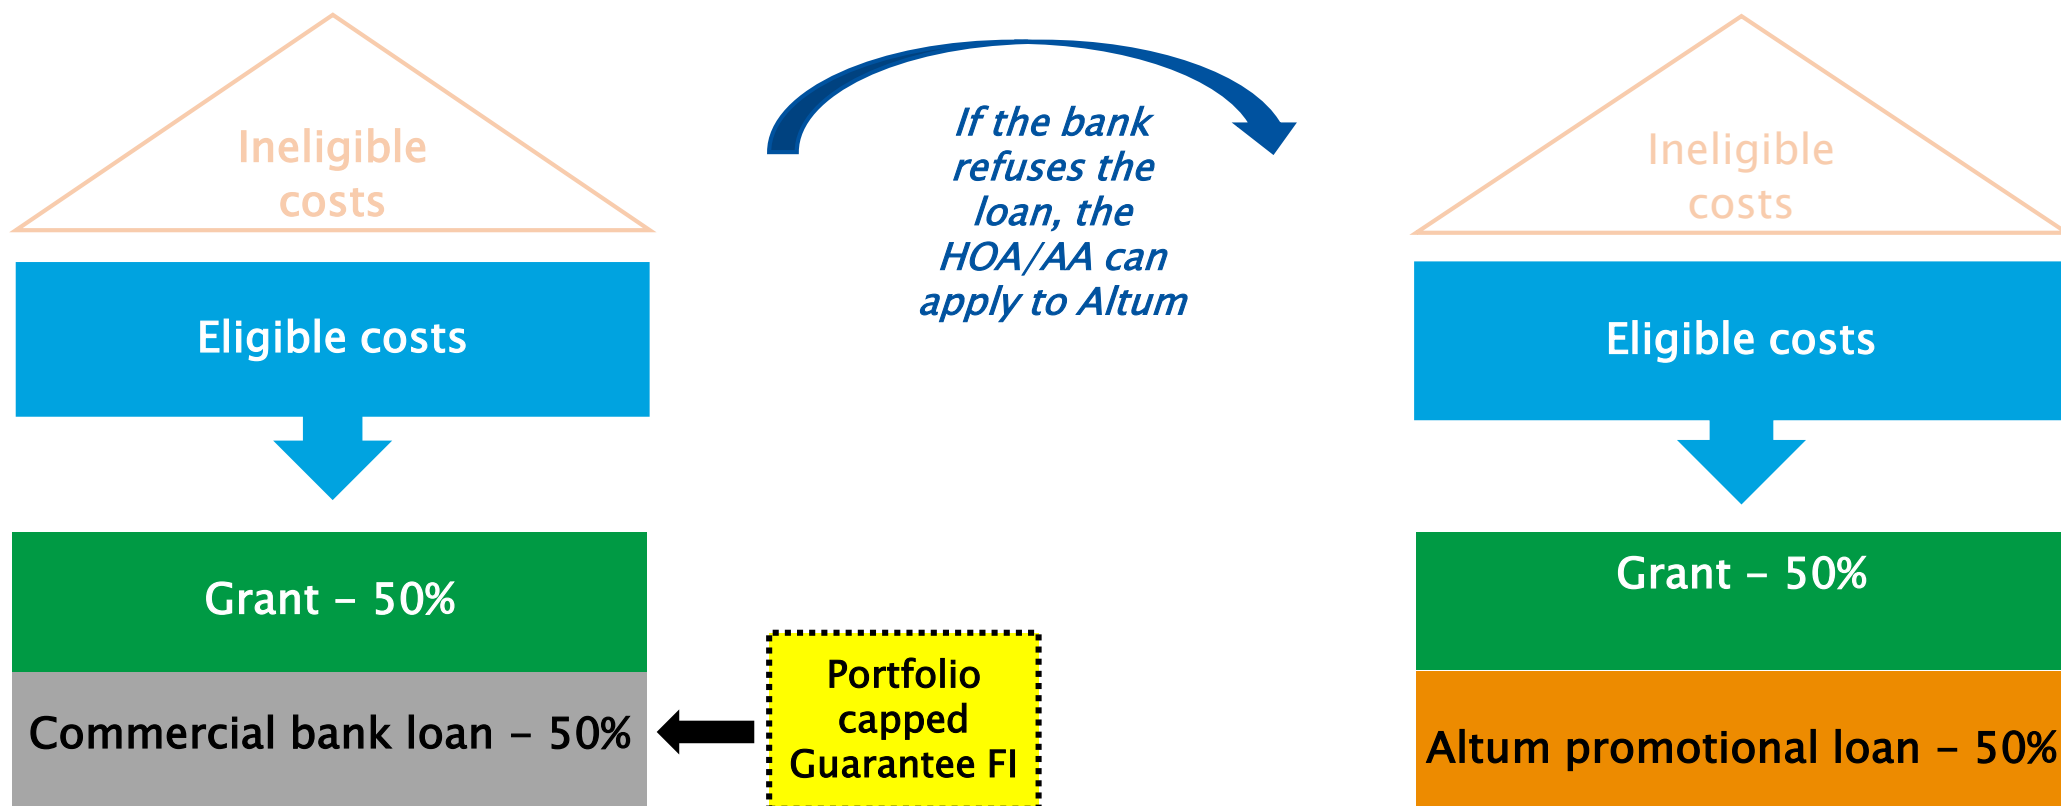 Ineligible
costs
Eligible costs
Grant – 50%
Commercial bank loan – 50%
If the bank
refuses the
loan, the
HOA/AA can
apply to Altum
Portfolio
capped
Guarantee FI
Ineligible
costs
Eligible costs
Grant – 50%
Altum promotional loan – 50%